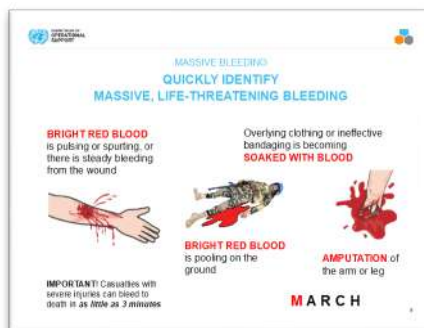 OPERATIONAL
SUPPORT
MASSIVE BLEEDING
QUICKLY IDENTIFY
MASSIVE, LIFE-THREATENING BLEEDING
BRIGHT RED BLOOD
is pulsing or spurting, or
there is steady bleeding
from the wound
Overlying clothing or ineffective
bandaging is becoming
SOAKED WITH BLOOD
BRIGHT RED BLOOD
is pooling on the
ground
AMPUTATION of
the arm or leg
IMPORTANT! Casualties with
severe injuries can bleed to
death in as little as 3 minutes
MARCH